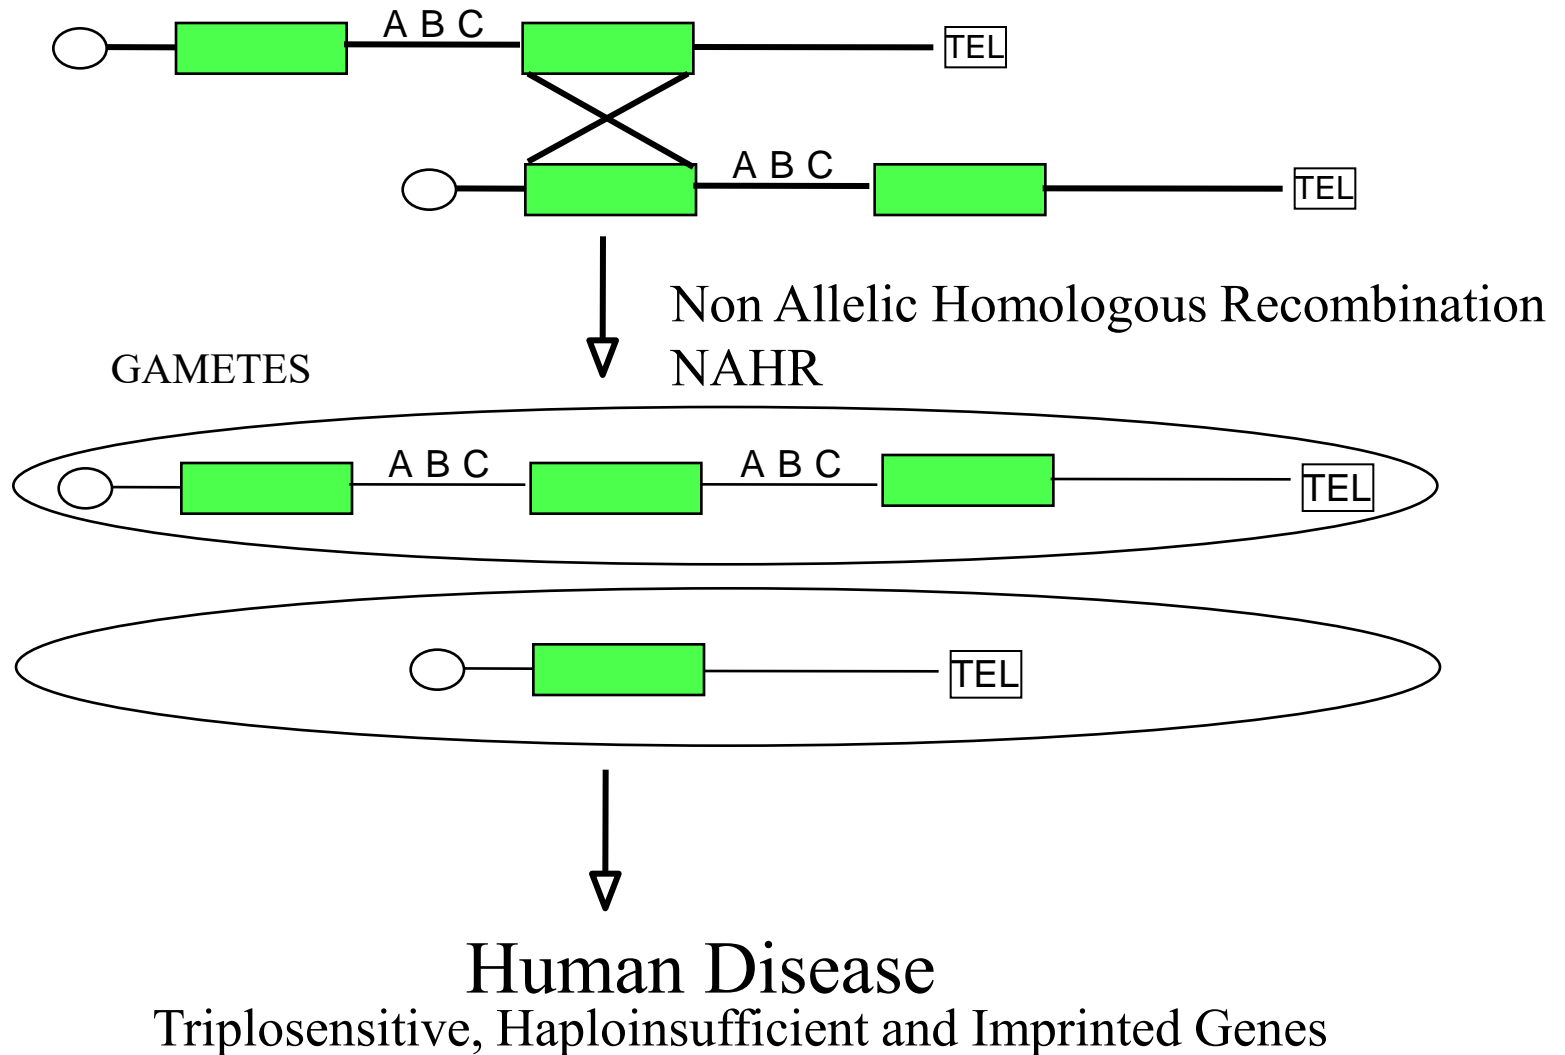 A B C
TEL
A B C
TEL
Non Allelic Homologous Recombination
NAHR
GAMETES
A B C A B C
TEL
TEL
Human Disease
Triplosensitive, Haploinsufficient and Imprinted Genes